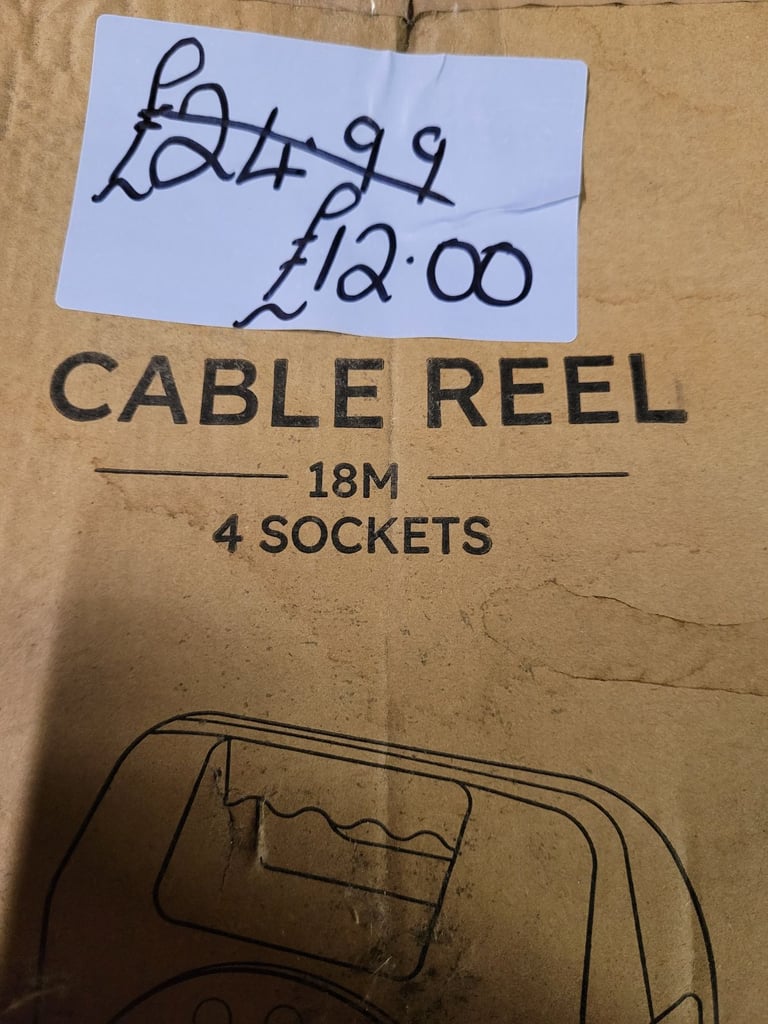 £24.99
£12.00
CABLE REEL
18M
4 SOCKETS